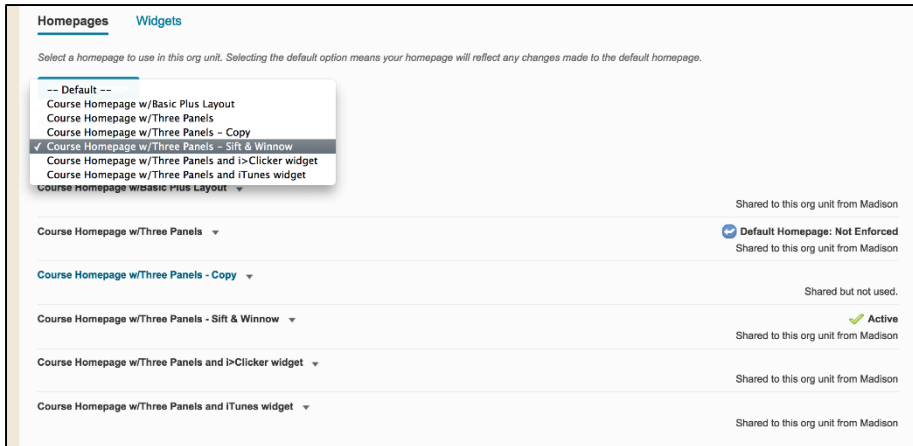 Homepages Widgets
Select a homepage to use in this org unit. Selecting the default option means your homepage will reflect any changes made to the default homepage.
-- Default --
Course Homepage w/Basic Plus Layout
Course Homepage w/Three Panels
Course Homepage w/Three Panels - Copy
✓ Course Homepage w/Three Panels - Sift & Winnow
Course Homepage w/Three Panels and i>Clicker widget
Course Homepage w/Three Panels and iTunes widget
Course Homepage w/Basic Plus Layout
Shared to this org unit from Madison
Course Homepage w/Three Panels
Default Homepage: Not Enforced
Shared to this org unit from Madison
Course Homepage w/Three Panels - Copy
Shared but not used.
Course Homepage w/Three Panels - Sift & Winnow
Active
Shared to this org unit from Madison
Course Homepage w/Three Panels and i>Clicker widget
Shared to this org unit from Madison
Course Homepage w/Three Panels and iTunes widget
Shared to this org unit from Madison